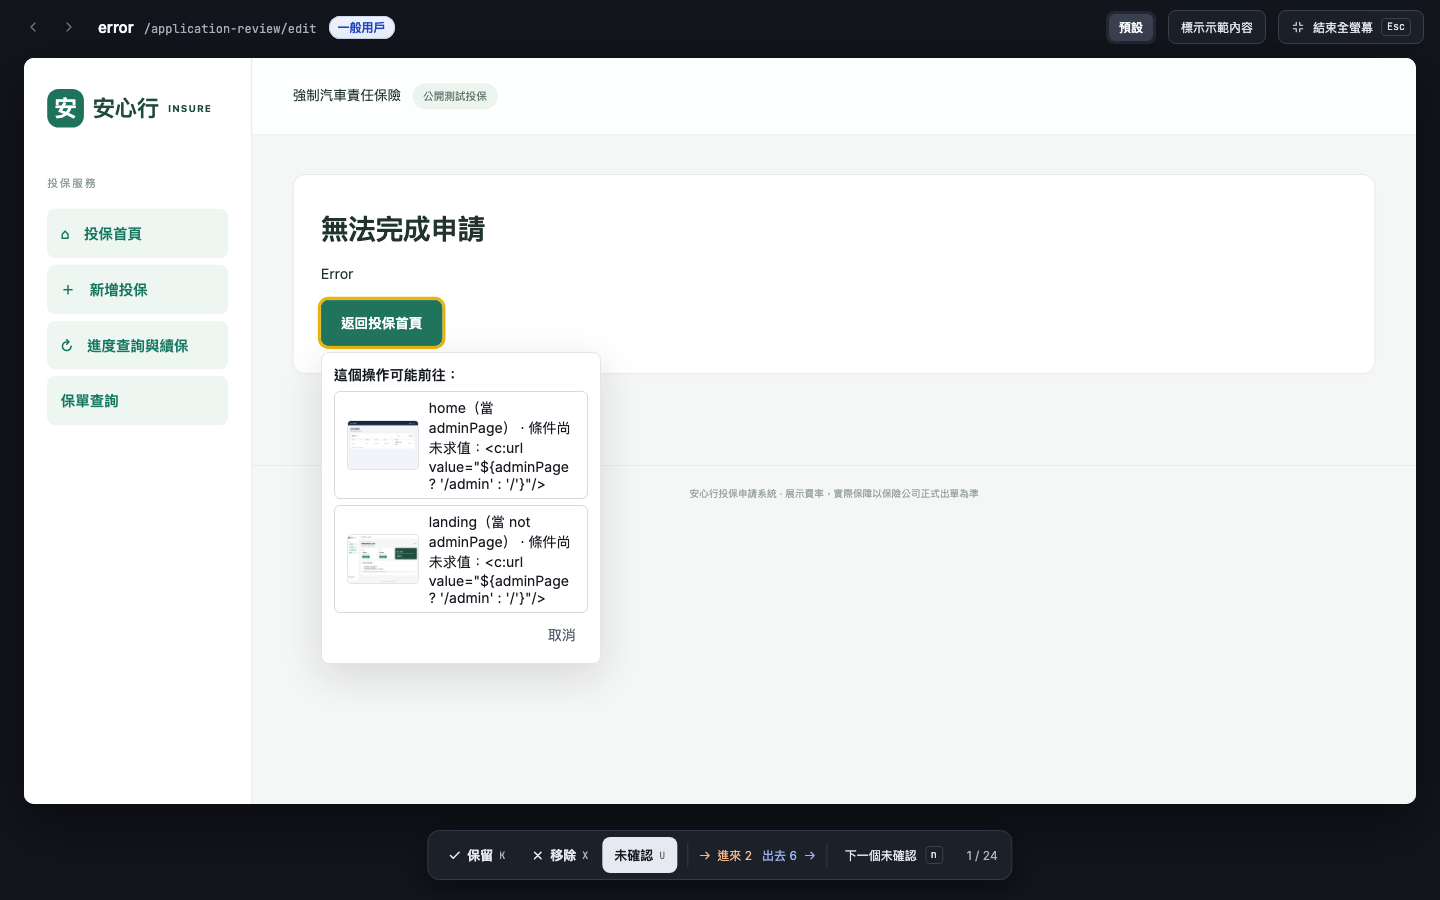 error /application-review/edit 一般用戶
預設 標示示範內容 結束全螢幕 Esc
安 安心行 INSURE
強制汽車責任保險 公開測試投保
投保服務
投保首頁
+ 新增投保
進度查詢與續保
保單查詢
無法完成申請
Error
返回投保首頁
這個操作可能前往：
home（當
adminPage） · 條件尚
未求值：<c:url
value="${adminPage
? '/admin' : '/'}"/>
landing（當 not
adminPage） · 條件尚
未求值：<c:url
value="${adminPage
? '/admin' : '/'}"/>
取消
安心行投保申請系統 · 展示費率，實際保障以保險公司正式出單為準
保留 K 移除 X 未確認 U → 進來 2 出去 6 → 下一個未確認 n 1 / 24